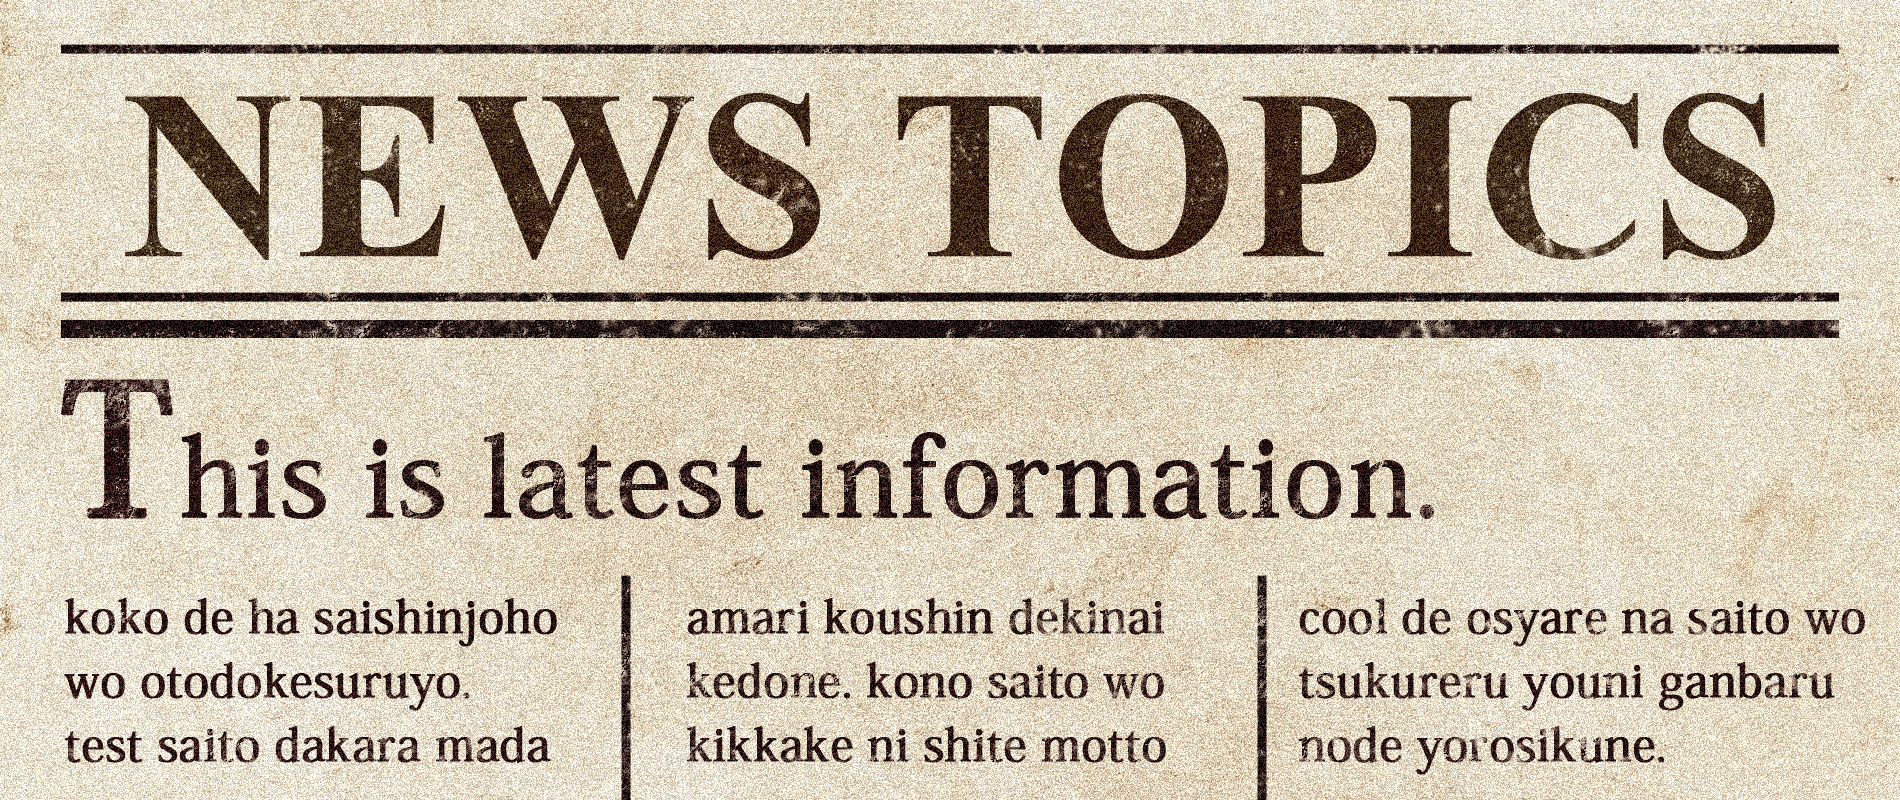 NEWS TOPICS
This is latest information.
koko de ha saishinjoho
wo otodokesuruyo.
test saito dakara mada
amari koushin dekinai
kedone. kono saito wo
kikkake ni shite motto
cool de osyare na saito wo
tsukureru youni ganbaru
node yorosikune.